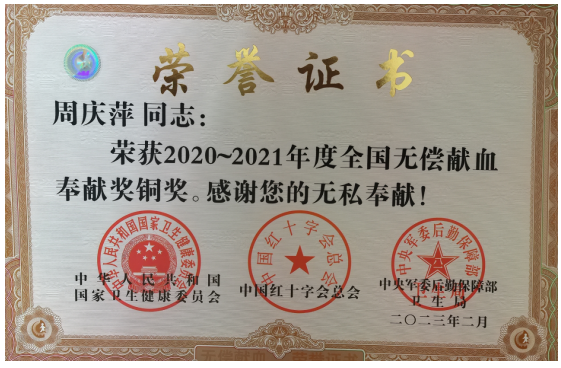 荣誉证书
周庆萍 同志：
荣获2020~2021年度全国无偿献血
奉献奖铜奖。感谢您的无私奉献！
中华人民共和国国家卫生健康委员会
中国红十字会总会
中央军委后勤保障部
中华人民共和国
国家卫生健康委员会
中国红十字会总会
中央军委后勤保障部
卫生局
二〇二三年二月